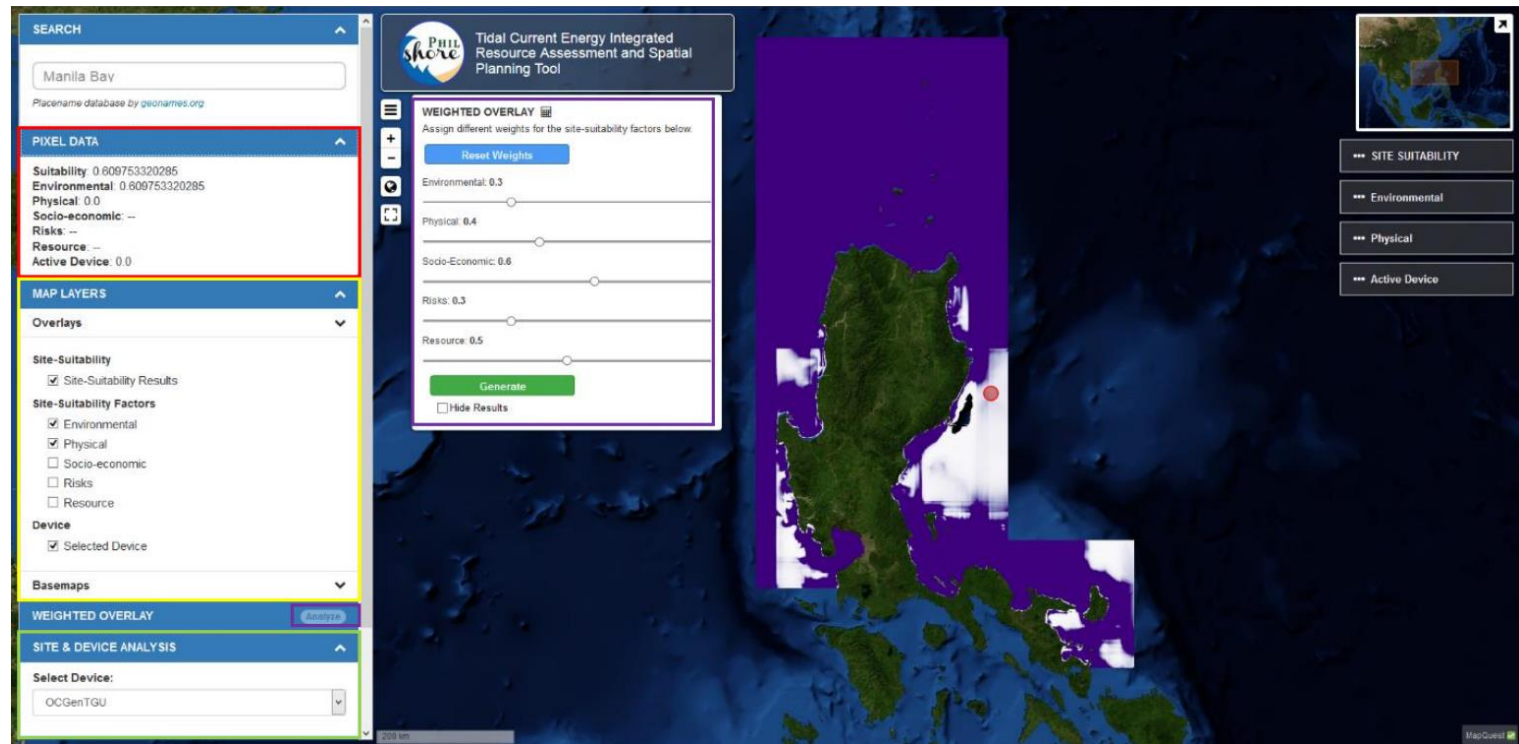 SEARCH
Manila Bay
Placename database by geonames.org
PIXEL DATA
Suitability: 0.609753320285
Environmental: 0.609753320285
Physical: 0.0
Socio-economic: --
Risks: --
Resource: --
Active Device: 0.0
MAP LAYERS
Overlays
Site-Suitability
Site-Suitability Results
Site-Suitability Factors
Environmental
Physical
Socio-economic
Risks
Resource
Device
Selected Device
Basemaps
WEIGHTED OVERLAY Analyze
SITE & DEVICE ANALYSIS
Select Device:
OCGenTGU
PHIL
shore
Tidal Current Energy Integrated
Resource Assessment and Spatial
Planning Tool
+
-
WEIGHTED OVERLAY
Assign different weights for the site-suitability factors below.
Reset Weights
Environmental: 0.3
Physical: 0.4
Socio-Economic: 0.6
Risks: 0.3
Resource: 0.5
Generate
Hide Results
200 km
••• SITE SUITABILITY
••• Environmental
••• Physical
••• Active Device
MapQuest